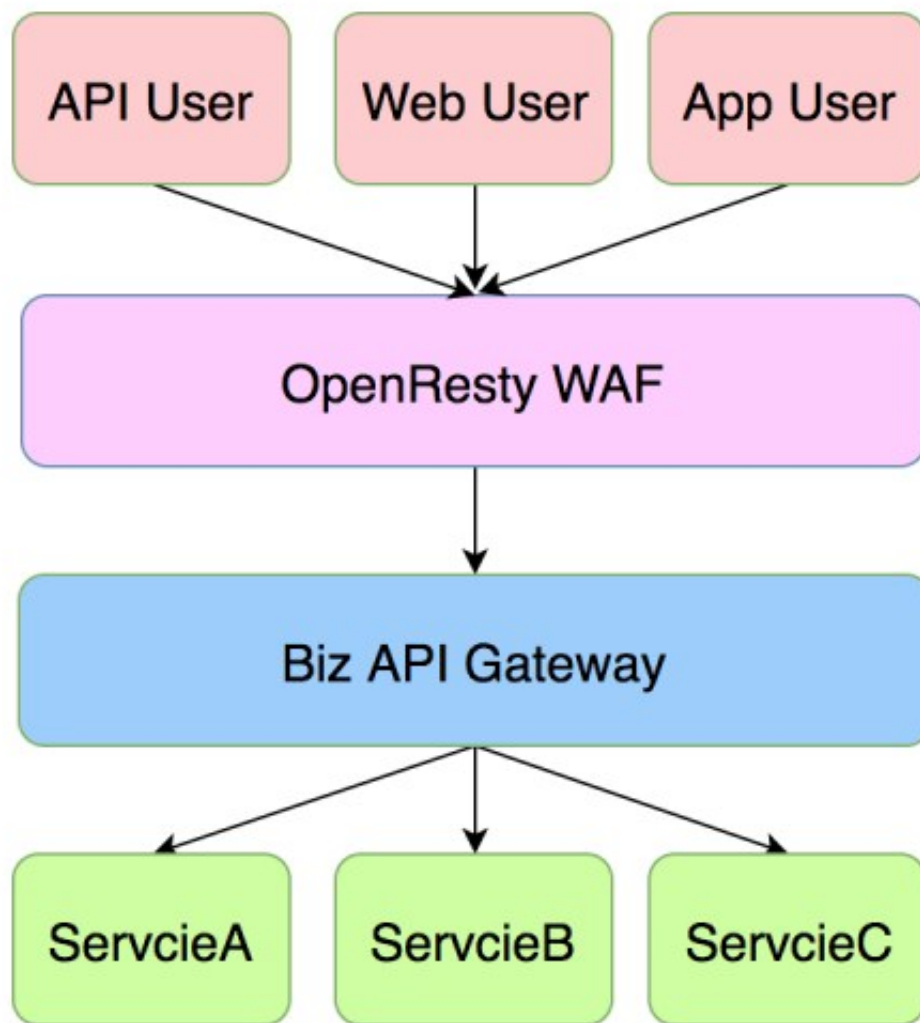 API User
Web User
App User
OpenResty WAF
Biz API Gateway
ServcieA
ServcieB
ServcieC